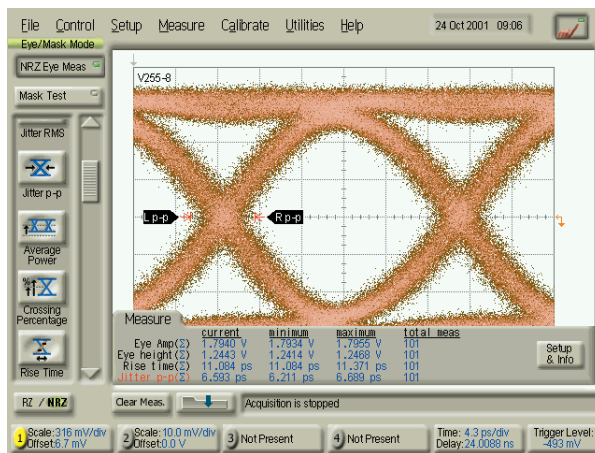 File Control Setup Measure Calibrate Utilities Help 24 Oct 2001 09:06
Eye/Mask Mode
NRZ Eye Meas
Mask Test
Jitter RMS
Jitter p-p
Average
Power
Crossing
Percentage
Rise Time
RZ / NRZ
V255-8
L p-p
R p-p
Measure
current minimum maximum total meas
Eye Amp(2) 1.7940 V 1.7934 V 1.7955 V 101
Eye height(2) 1.2443 V 1.2414 V 1.2468 V 101
Rise time(2) 11.084 ps 11.084 ps 11.371 ps 101
Jitter p-p(2) 6.593 ps 6.211 ps 6.689 ps 101
Setup
& Info
Clear Meas.
Acquisition is stopped
1 Scale:316 mV/div
Offset:6.7 mV
2 Scale:10.0 mV/div
Offset:0.0 V
3 Not Present
4 Not Present
Time: 4.3 ps/div
Delay:24.0088 ns
Trigger Level:
-493 mV